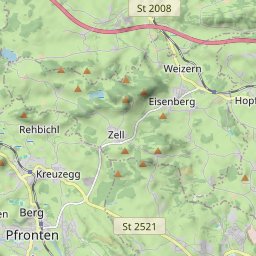 St 2008
Weizern
Eisenberg
Hopf
Rehbichl
Zell
Kreuzegg
Berg
en
Pfronten
St 2521